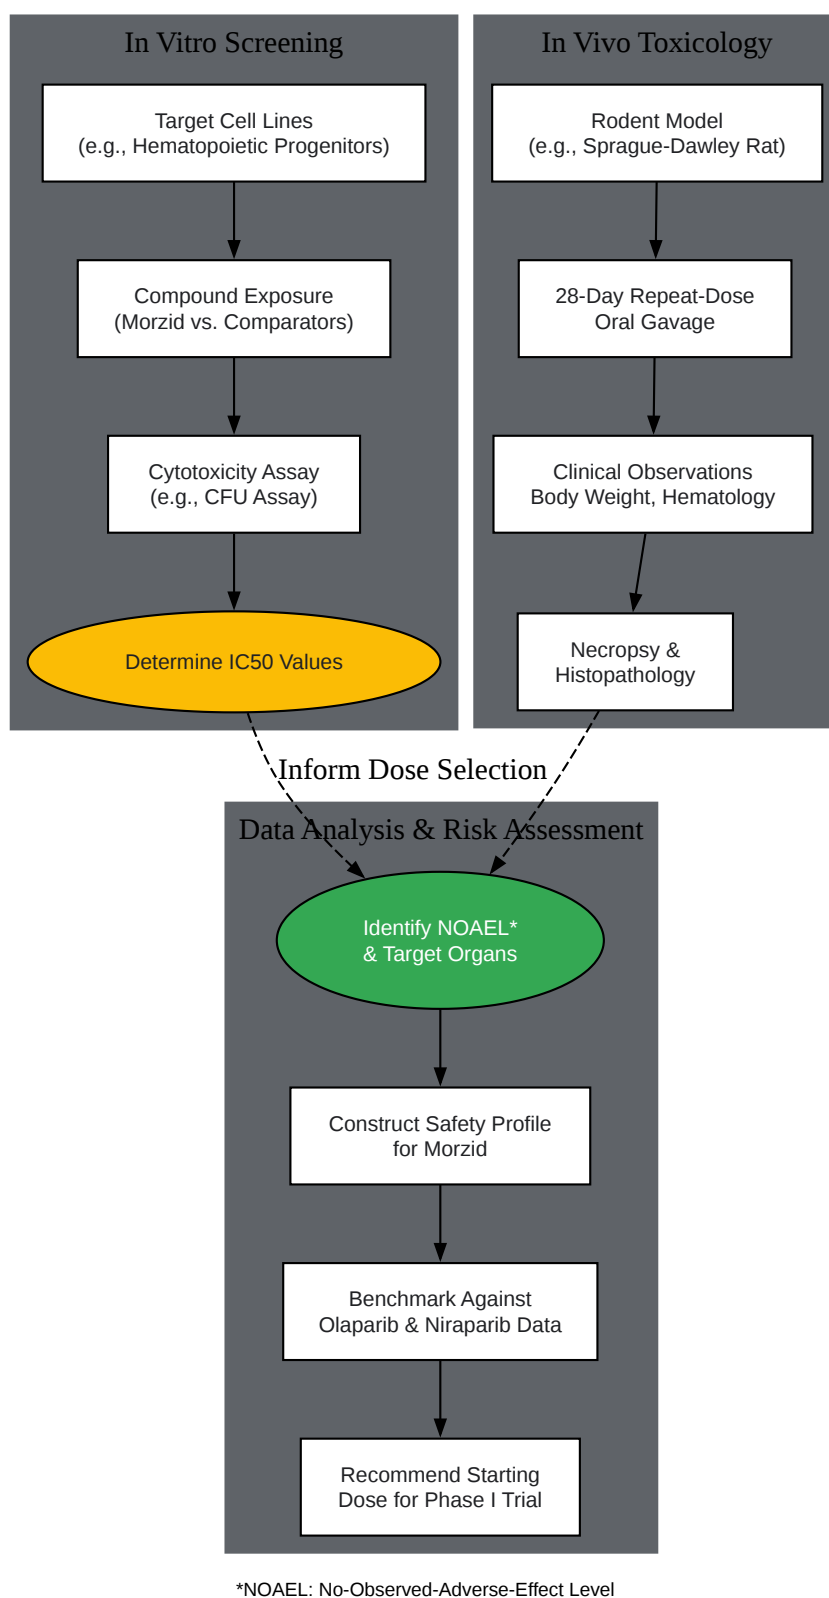 In Vitro Screening
Target Cell Lines
(e.g., Hematopoietic Progenitors)
Compound Exposure
(Morzid vs. Comparators)
Cytotoxicity Assay
(e.g., CFU Assay)
Determine IC50 Values
In Vivo Toxicology
Rodent Model
(e.g., Sprague-Dawley Rat)
28-Day Repeat-Dose
Oral Gavage
Clinical Observations
Body Weight, Hematology
Necropsy &
Histopathology
Inform Dose Selection
Data Analysis & Risk Assessment
Identify NOAEL*
& Target Organs
Construct Safety Profile
for Morzid
Benchmark Against
Olaparib & Niraparib Data
Recommend Starting
Dose for Phase I Trial
*NOAEL: No-Observed-Adverse-Effect Level